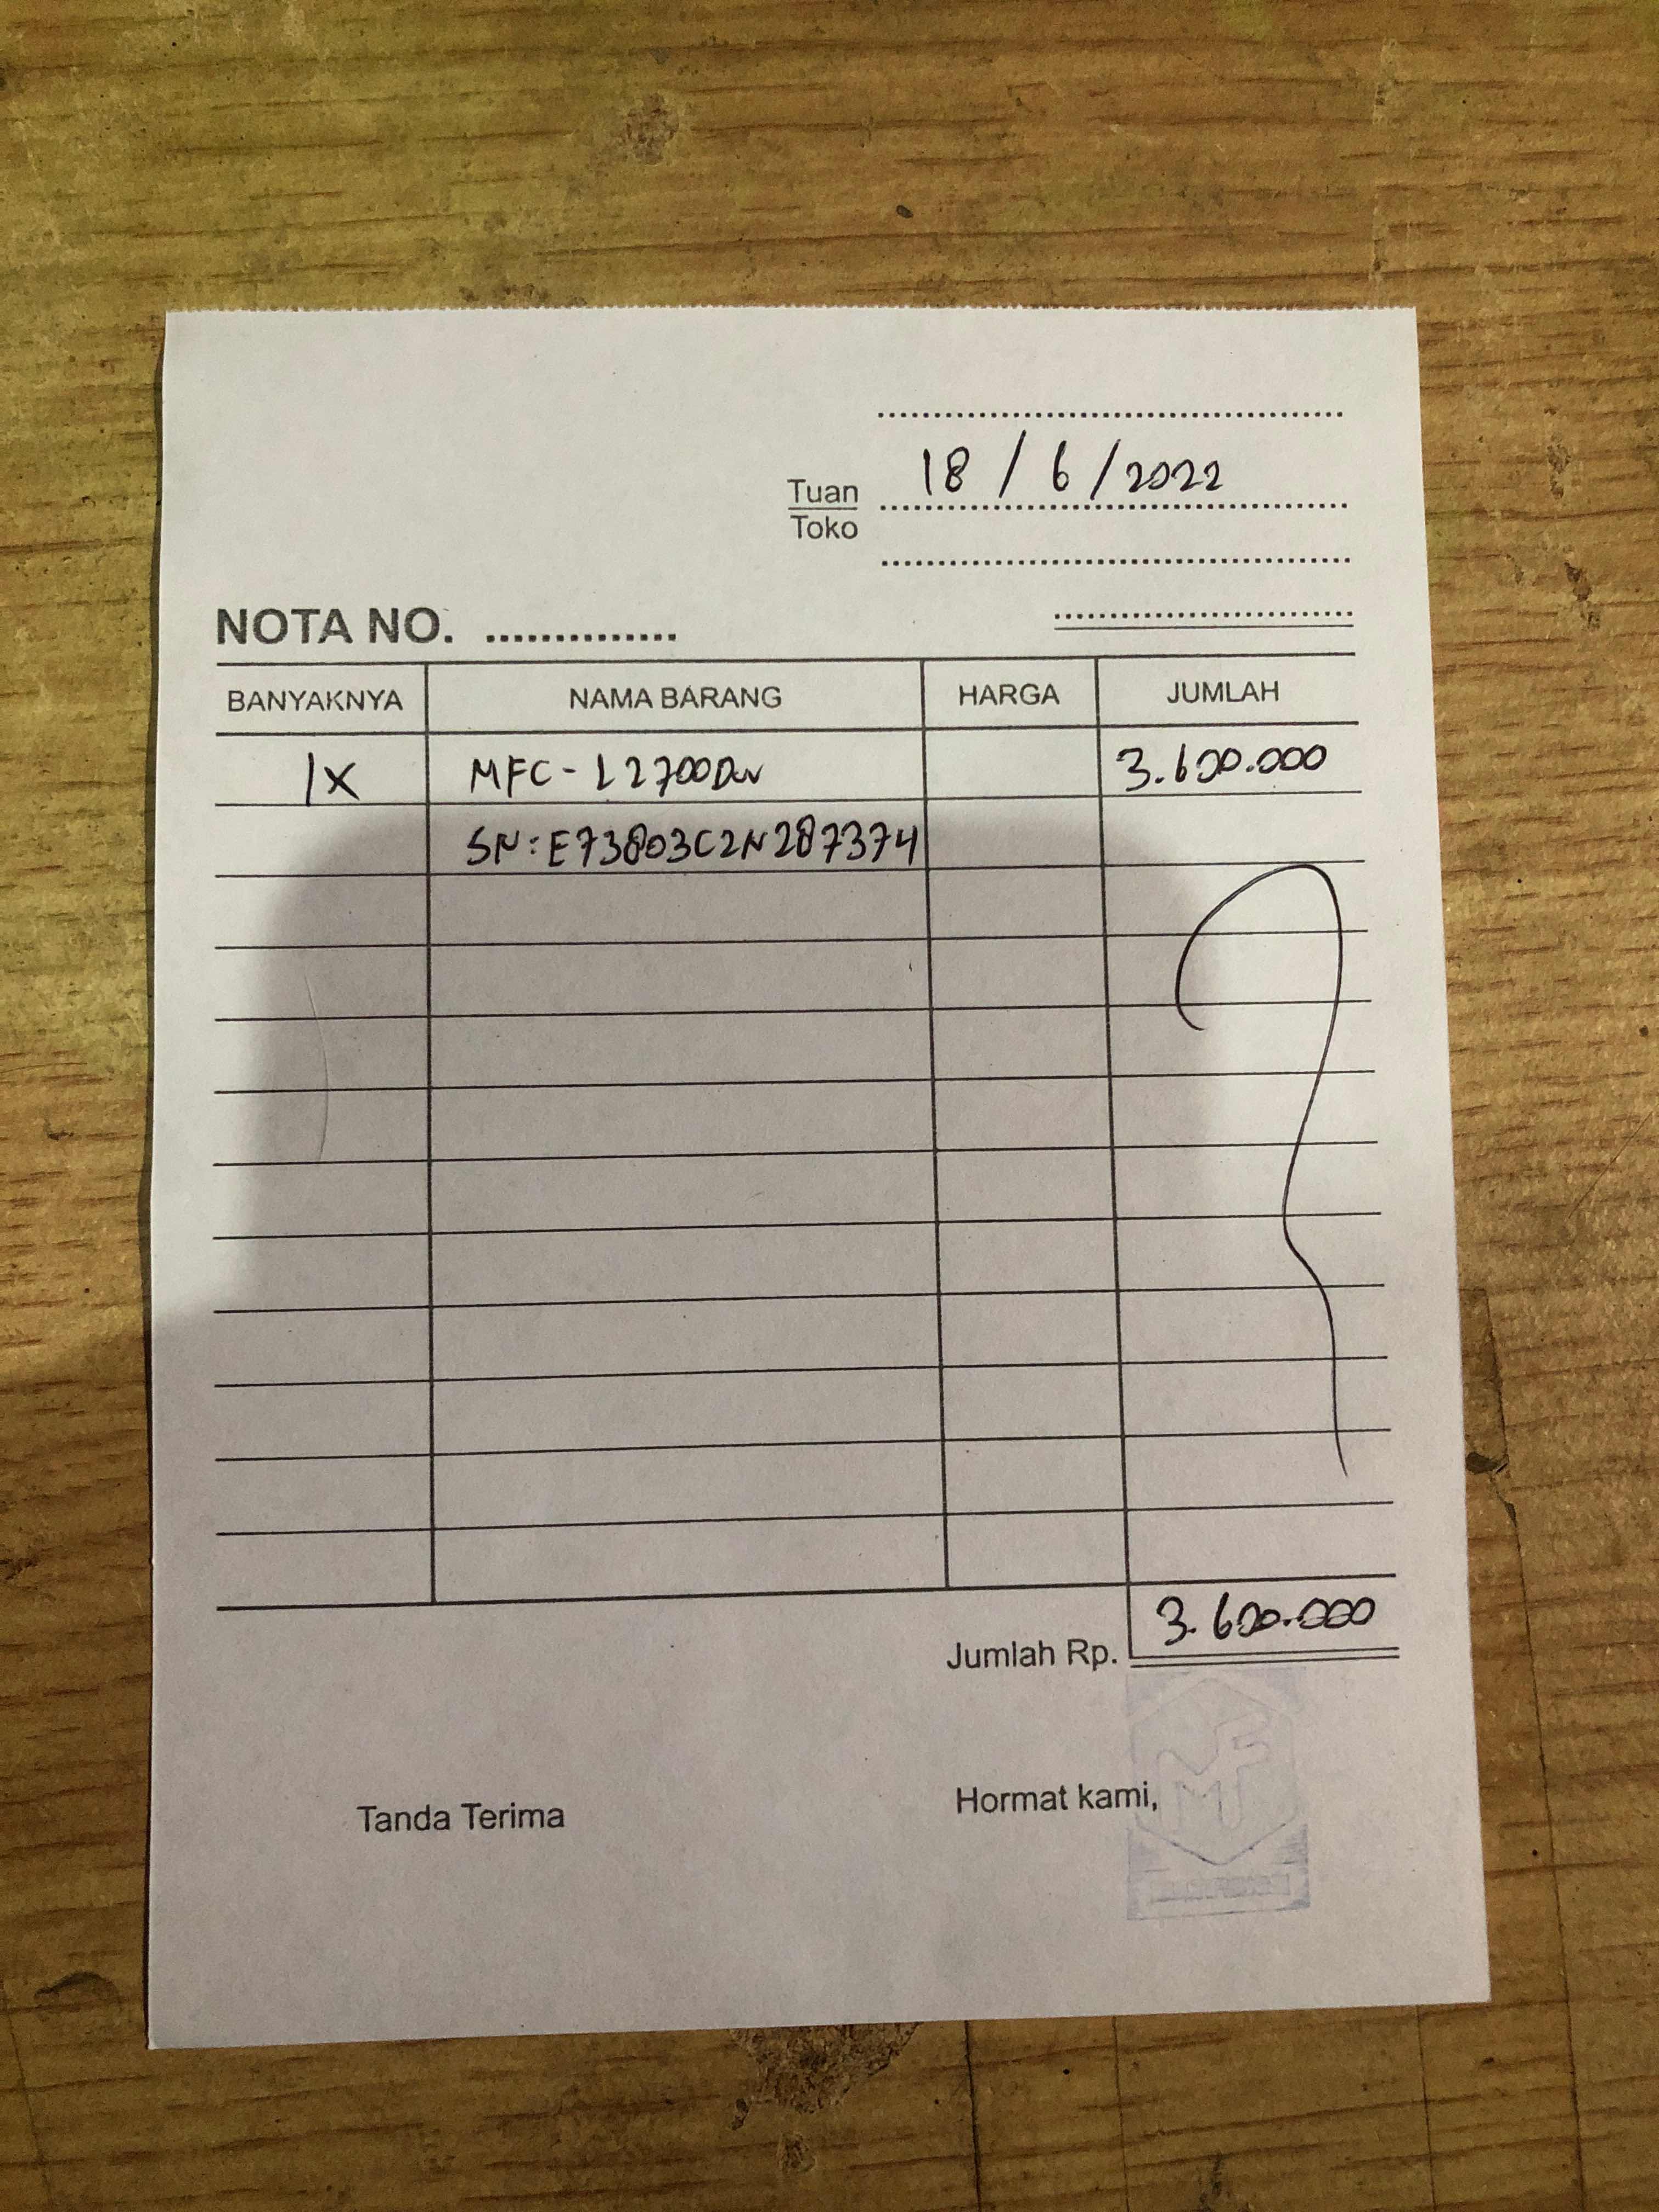 18 / 6 / 2022
Tuan
Toko
NOTA NO. ..............
BANYAKNYA NAMA BARANG HARGA JUMLAH
1x MFC - L2700DW 3.600.000
SN: E73803C2N287374
Jumlah Rp. 3.600.000
Tanda Terima Hormat kami,
MF